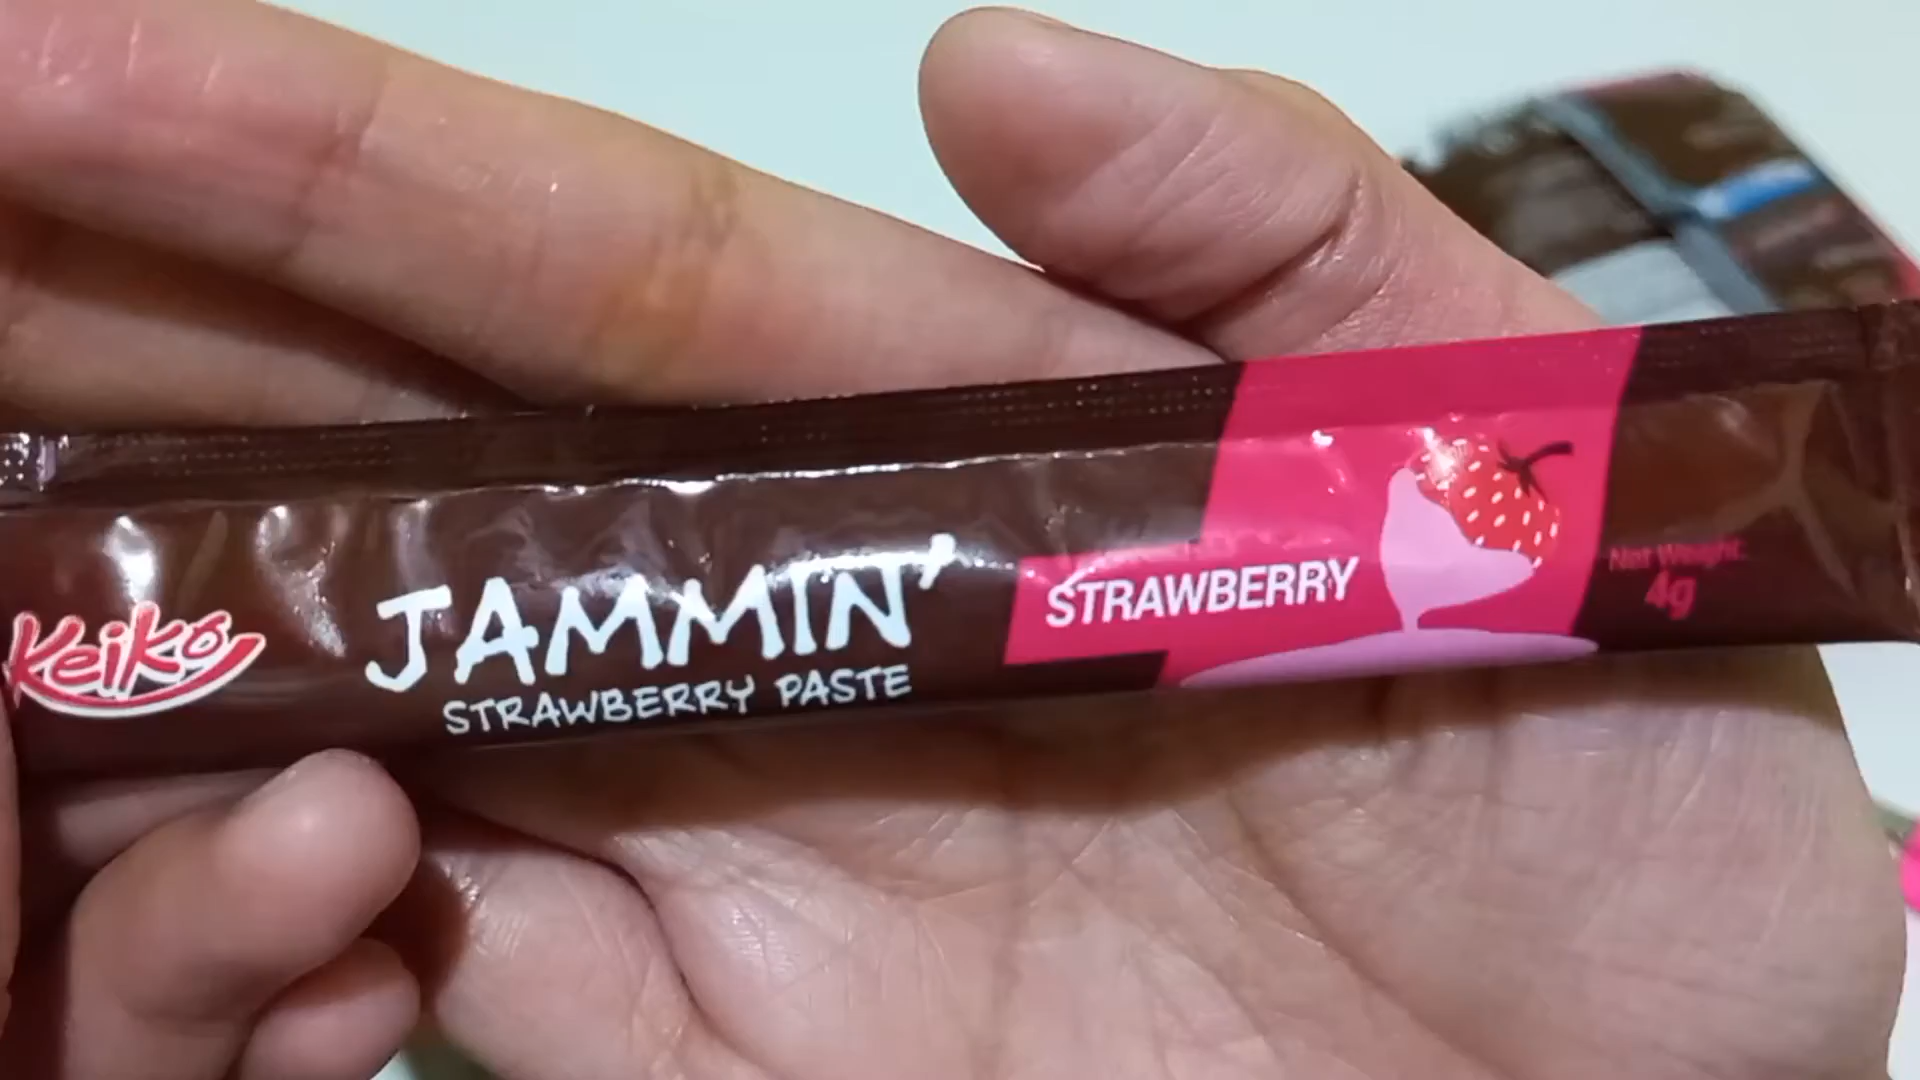 Keiko
JAMMIN'
STRAWBERRY PASTE
STRAWBERRY
Net Weight:
4g